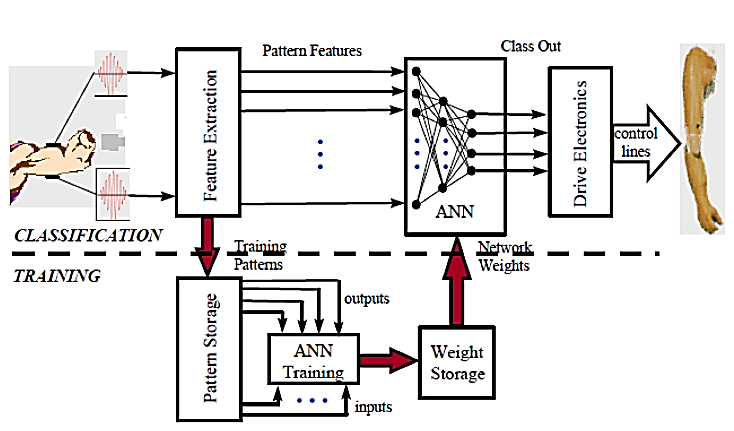 Pattern Features
Class Out
Feature Extraction
ANN
Drive Electronics
control
lines
CLASSIFICATION
TRAINING
Training
Patterns
Network
Weights
Pattern Storage
outputs
ANN
Training
inputs
Weight
Storage